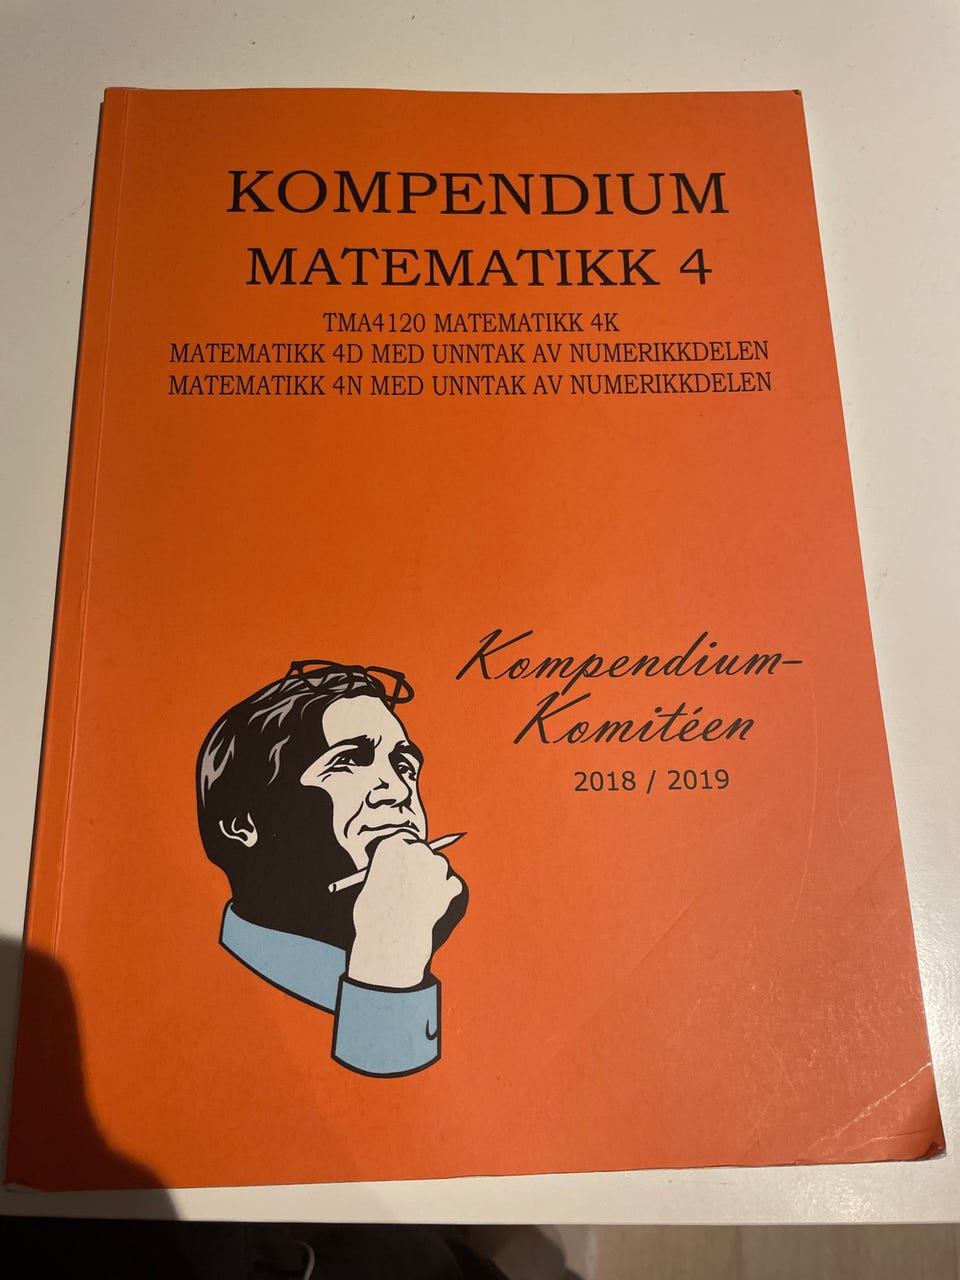 KOMPENDIUM
MATEMATIKK 4
TMA4120 MATEMATIKK 4K
MATEMATIKK 4D MED UNNTAK AV NUMERIKKDELEN
MATEMATIKK 4N MED UNNTAK AV NUMERIKKDELEN
Kompendium-
Komitéen
2018 / 2019